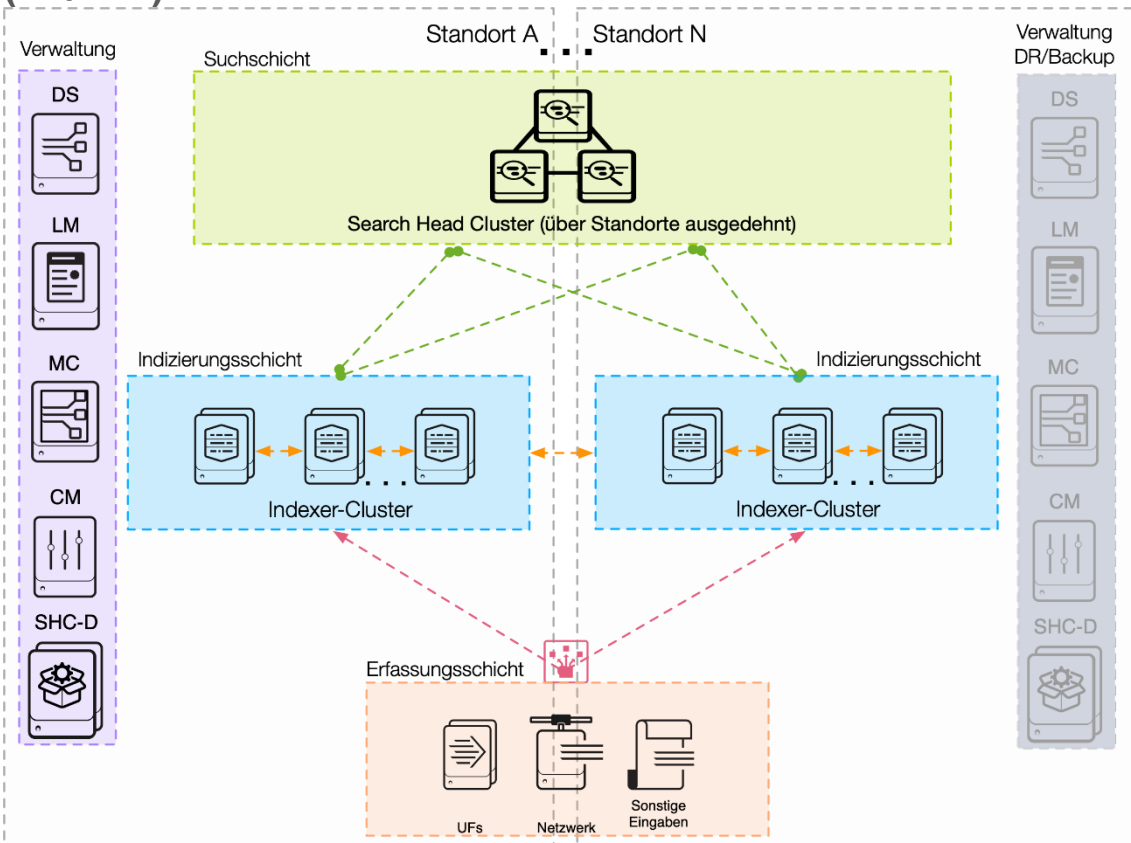 Standort A
Standort N
Verwaltung
Verwaltung
DR/Backup
Suchschicht
DS
LM
MC
CM
SHC-D
Search Head Cluster (über Standorte ausgedehnt)
Indizierungsschicht
Indizierungsschicht
...
Indexer-Cluster
...
Indexer-Cluster
Erfassungsschicht
UFs
Netzwerk
Sonstige
Eingaben
DS
LM
MC
CM
SHC-D